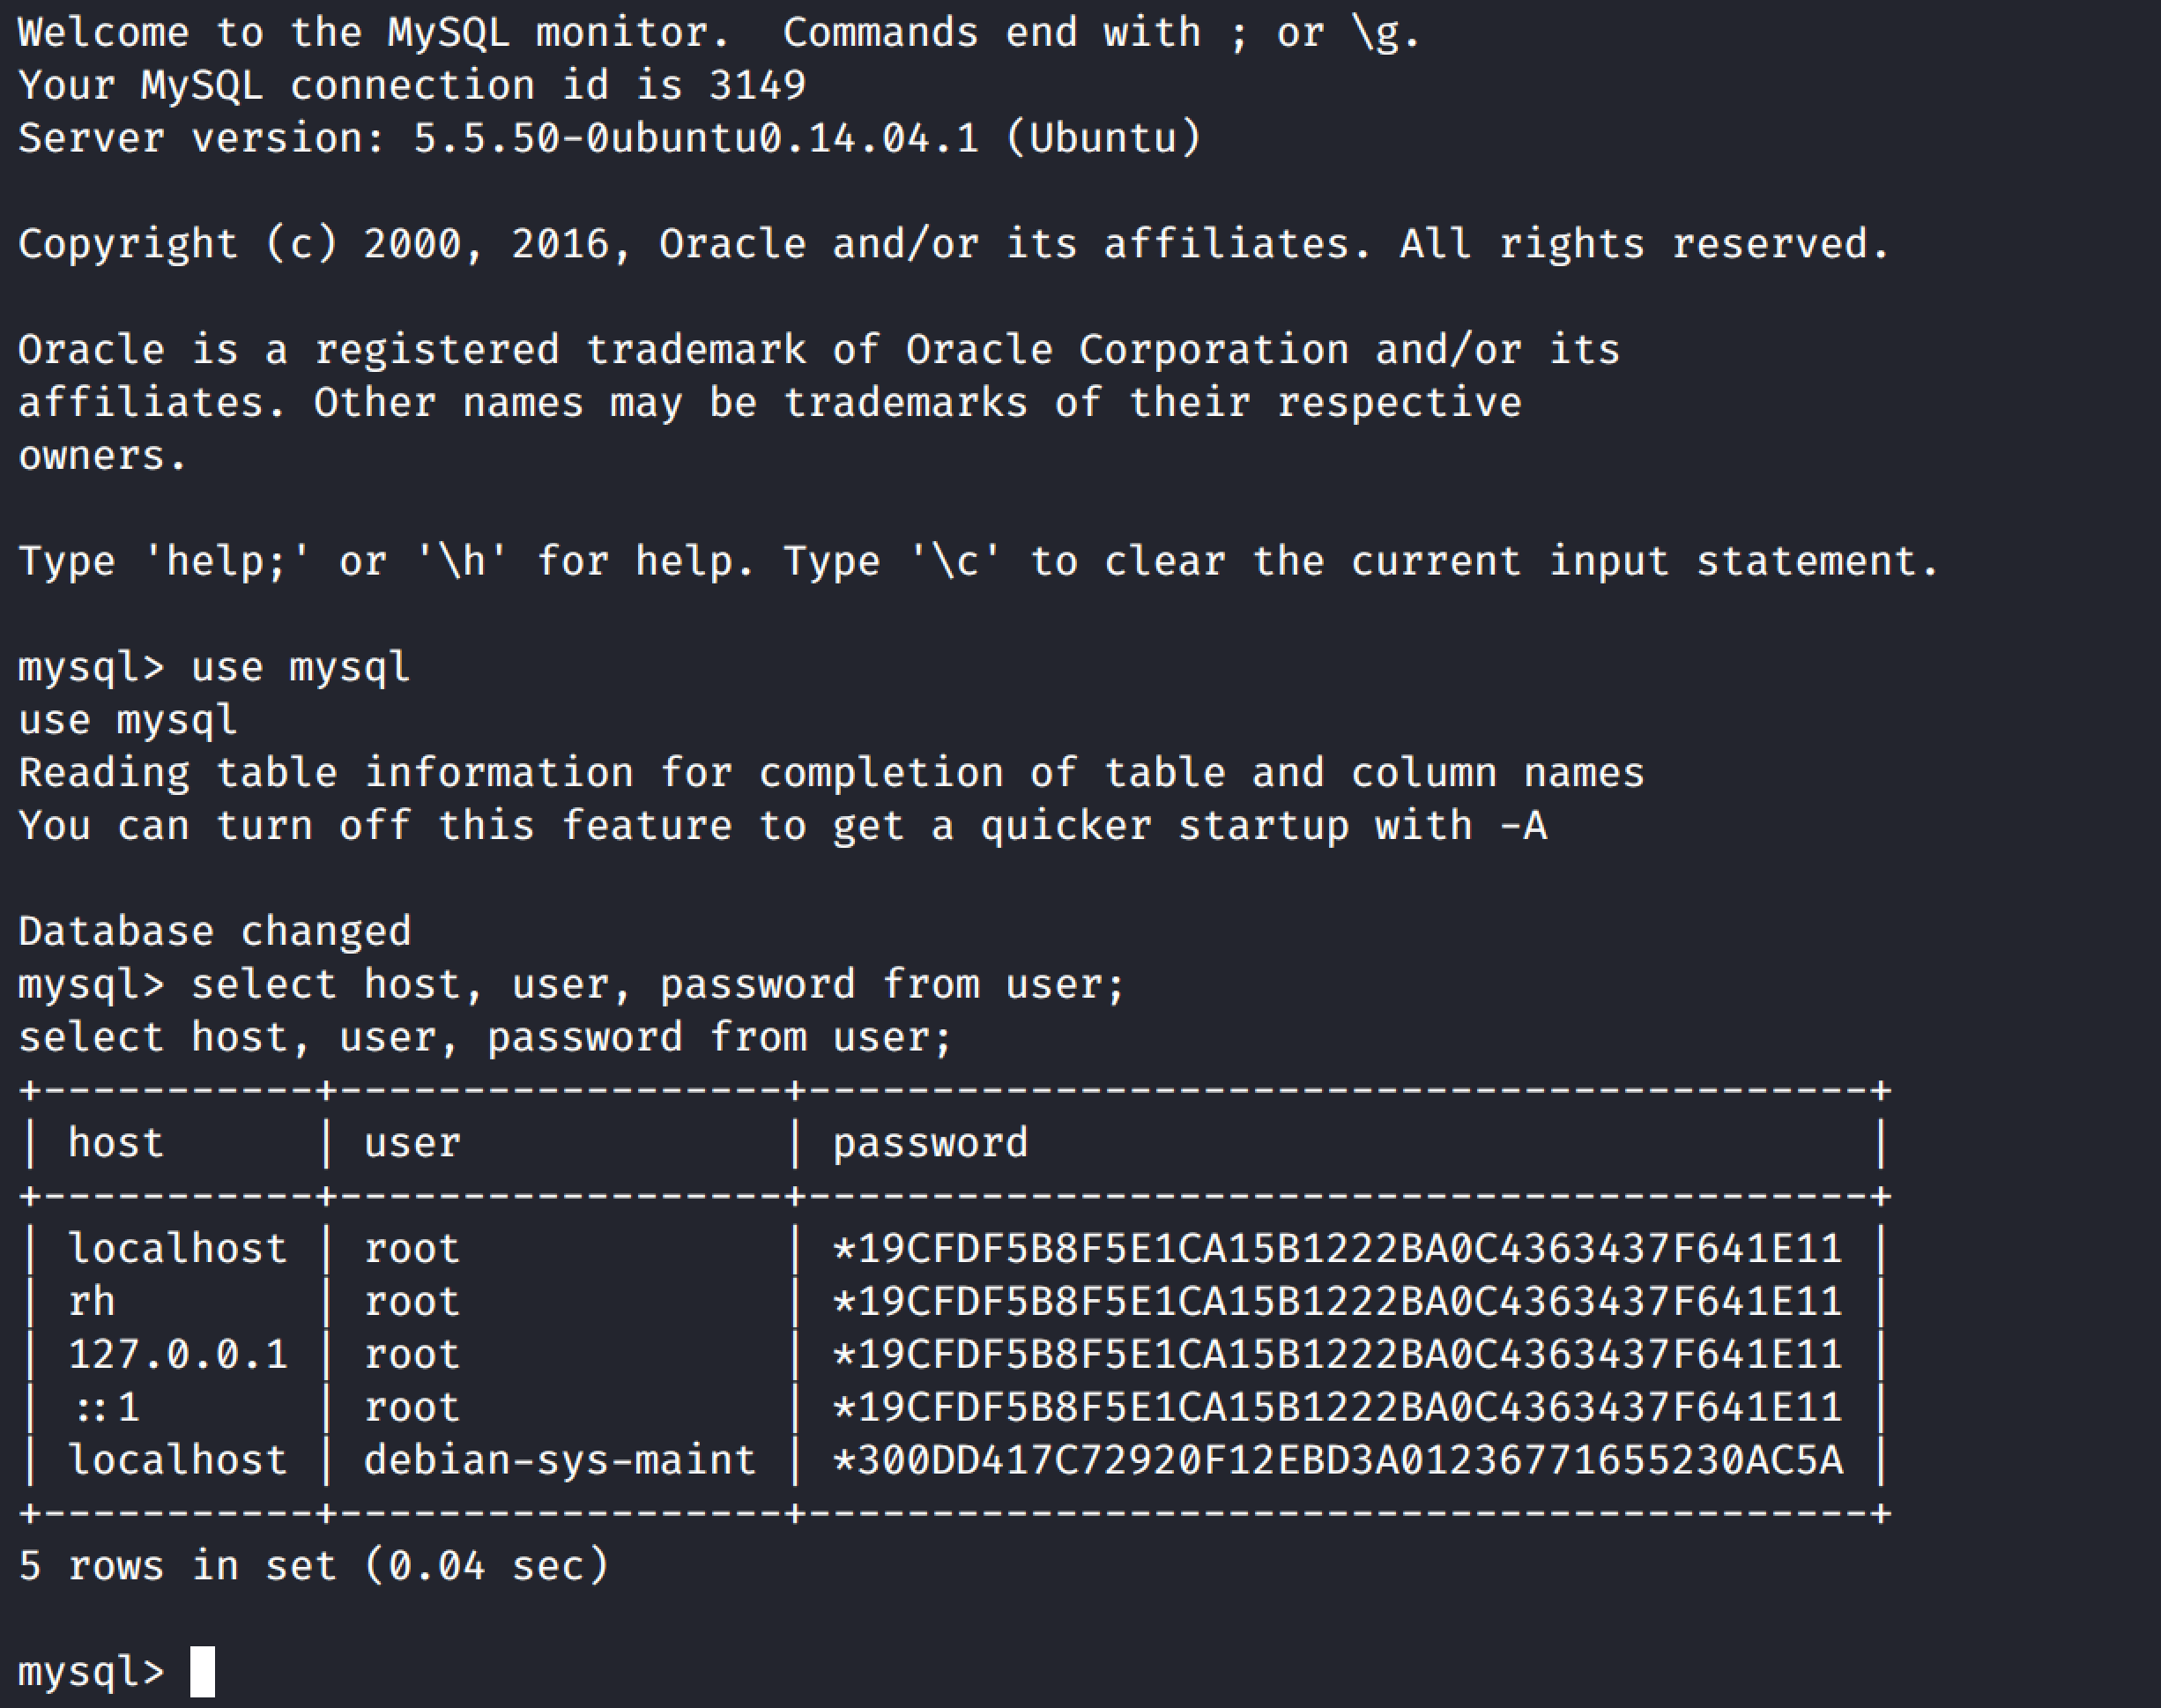 Welcome to the MySQL monitor.  Commands end with ; or \g.
Your MySQL connection id is 3149
Server version: 5.5.50-0ubuntu0.14.04.1 (Ubuntu)

Copyright (c) 2000, 2016, Oracle and/or its affiliates. All rights reserved.

Oracle is a registered trademark of Oracle Corporation and/or its
affiliates. Other names may be trademarks of their respective
owners.

Type 'help;' or '\h' for help. Type '\c' to clear the current input statement.

mysql> use mysql
use mysql
Reading table information for completion of table and column names
You can turn off this feature to get a quicker startup with -A

Database changed
mysql> select host, user, password from user;
select host, user, password from user;
+-----------+------------------+-------------------------------------------+
| host      | user             | password                                  |
+-----------+------------------+-------------------------------------------+
| localhost | root             | *19CFDF5B8F5E1CA15B1222BA0C4363437F641E11 |
| rh        | root             | *19CFDF5B8F5E1CA15B1222BA0C4363437F641E11 |
| 127.0.0.1 | root             | *19CFDF5B8F5E1CA15B1222BA0C4363437F641E11 |
| ::1       | root             | *19CFDF5B8F5E1CA15B1222BA0C4363437F641E11 |
| localhost | debian-sys-maint | *300DD417C72920F12EBD3A01236771655230AC5A |
+-----------+------------------+-------------------------------------------+
5 rows in set (0.04 sec)

mysql>